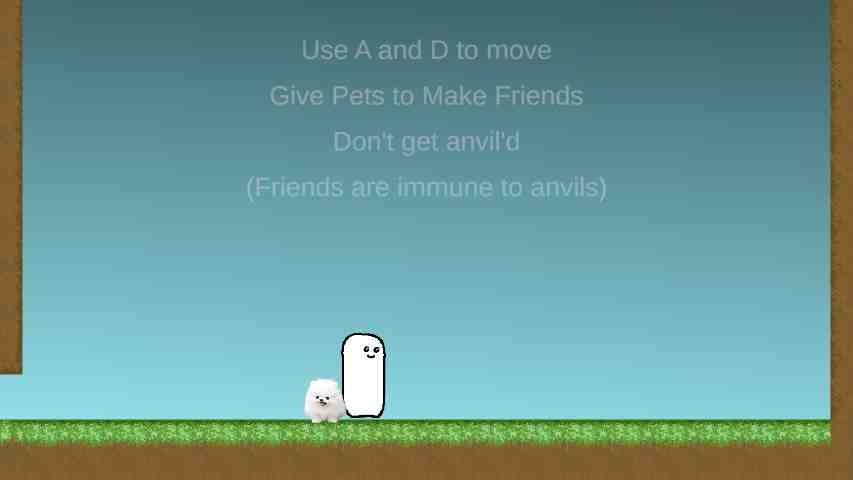 Use A and D to move
Give Pets to Make Friends
Don't get anvil'd
(Friends are immune to anvils)